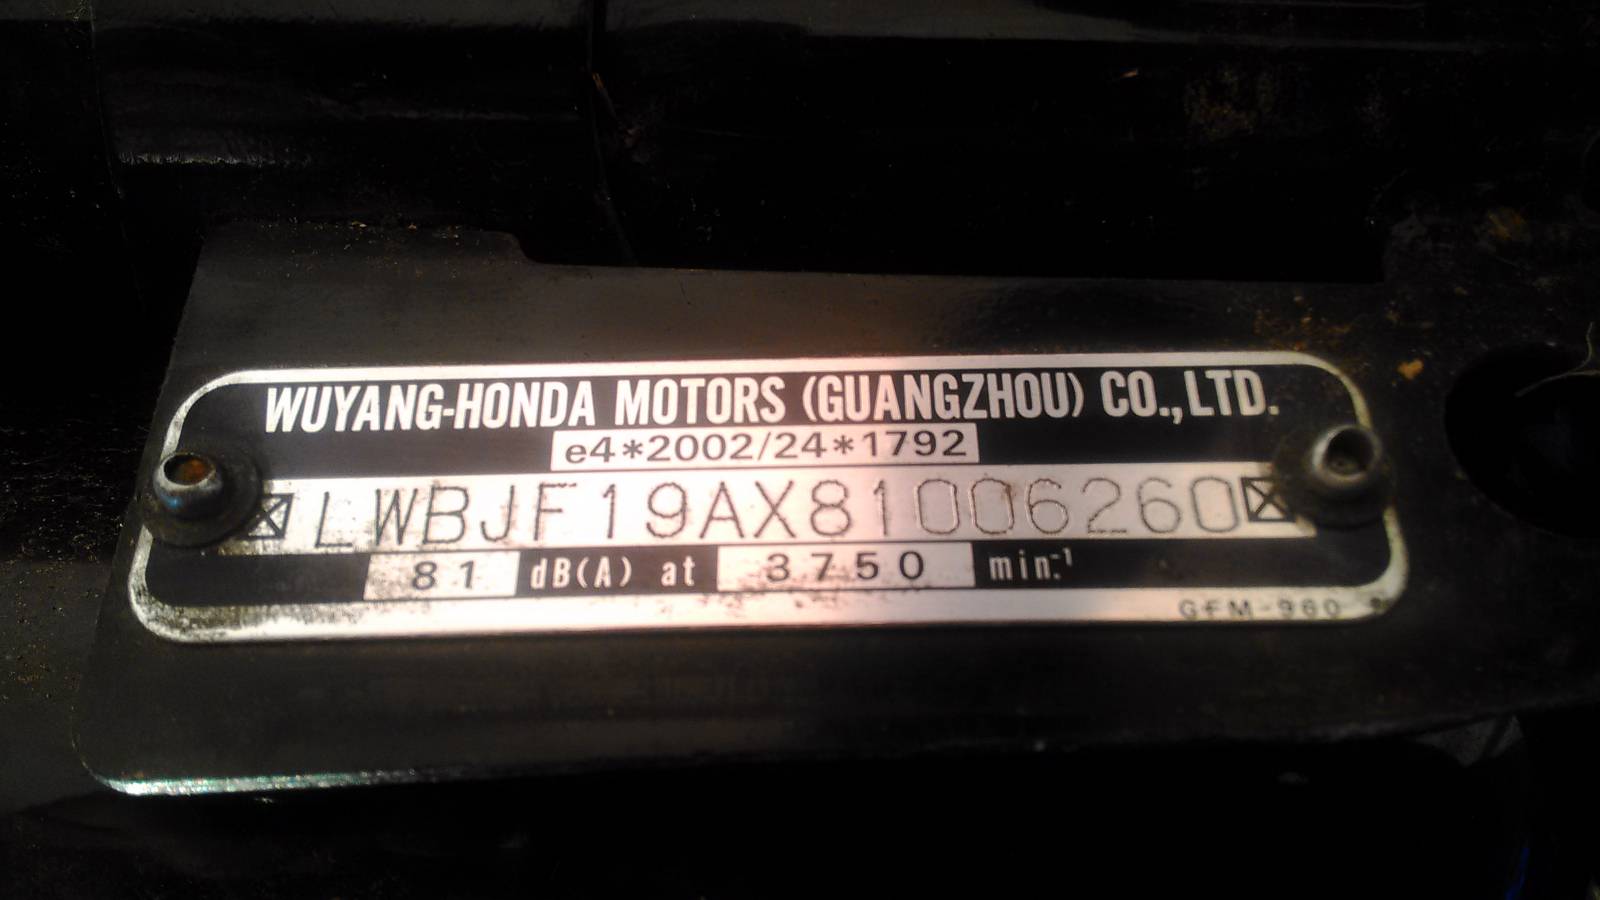 WUYANG-HONDA MOTORS (GUANGZHOU) CO., LTD.
e4*2002/24*1792
LWBJF19AX81006260
81 dB(A) at 3750 min.-1
GFM-960